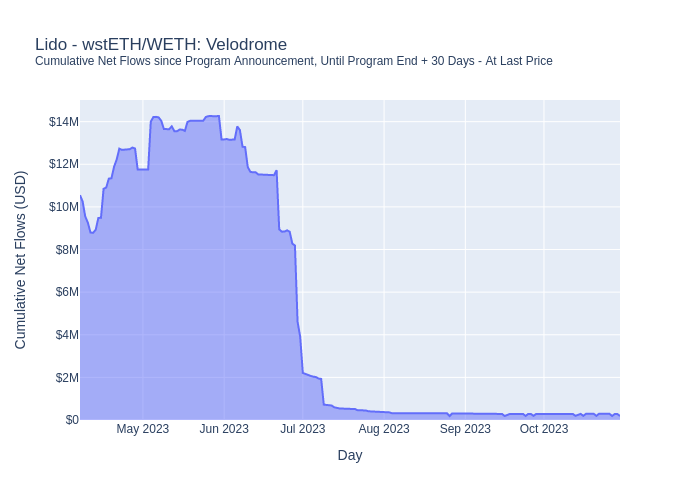 Lido - wstETH/WETH: Velodrome
Cumulative Net Flows since Program Announcement, Until Program End + 30 Days - At Last Price
Cumulative Net Flows (USD)
$14M
$12M
$10M
$8M
$6M
$4M
$2M
$0
May 2023
Jun 2023
Jul 2023
Aug 2023
Sep 2023
Oct 2023
Day